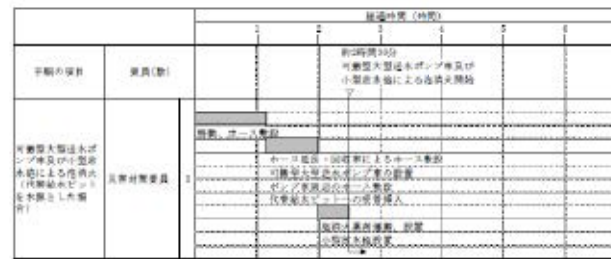 経過時間（時間）
1 2 3 4 5 6
手順の項目
要員(数)
約2時間30分
可搬型大型送水ポンプ車及び
小型放水砲による泡消火開始
▽
可搬型大型送水ポ
ンプ車及び小型放
水砲による泡消火
（代替給水ピット
を水源とした場
合）
災害対策要員
移動、ホース敷設
ホース延長・回収車によるホース敷設
可搬型大型送水ポンプ車の設置
ポンプ車周辺のホース敷設
代替給水ピットへの吸管挿入
泡消火薬剤運搬、設置
小型放水砲設置